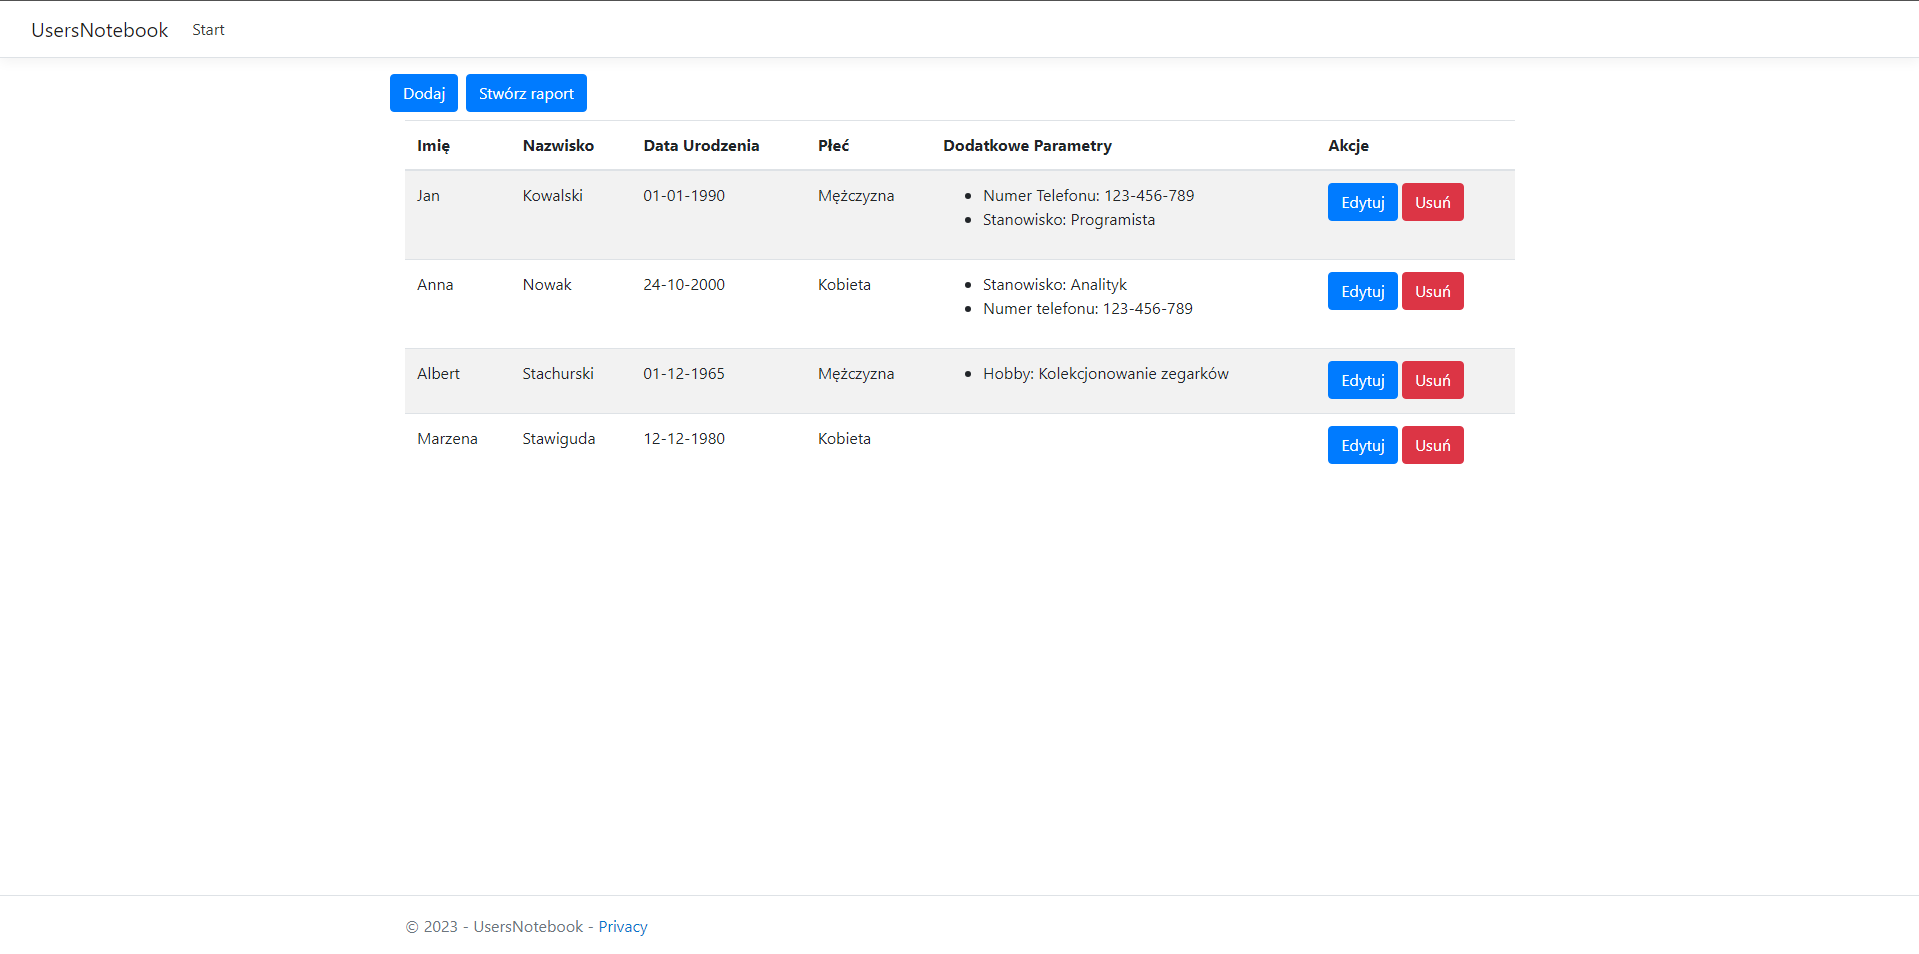 UsersNotebook Start
Dodaj Stwórz raport
Imię Nazwisko Data Urodzenia Płeć Dodatkowe Parametry Akcje
Jan Kowalski 01-01-1990 Mężczyzna • Numer Telefonu: 123-456-789 Edytuj Usuń
• Stanowisko: Programista
Anna Nowak 24-10-2000 Kobieta • Stanowisko: Analityk Edytuj Usuń
• Numer telefonu: 123-456-789
Albert Stachurski 01-12-1965 Mężczyzna • Hobby: Kolekcjonowanie zegarków Edytuj Usuń
Marzena Stawiguda 12-12-1980 Kobieta Edytuj Usuń
© 2023 - UsersNotebook - Privacy